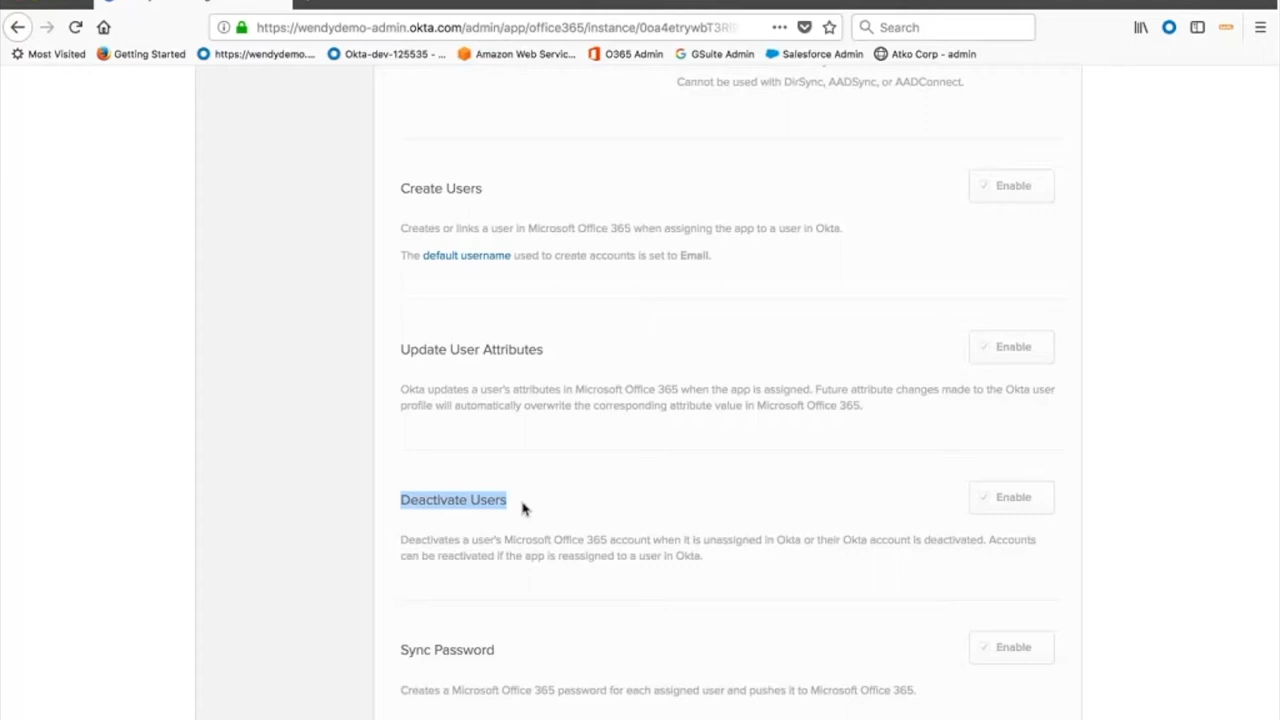 https://wendydemo-admin.okta.com/admin/app/office365/instance/0oa4etrywbT3R
Search
Most Visited
Getting Started
https://wendydemo....
Okta-dev-125535 - ...
Amazon Web Servic...
O365 Admin
GSuite Admin
Salesforce Admin
Atko Corp - admin
Cannot be used with DirSync, AADSync, or AADConnect.
Create Users
Enable
Creates or links a user in Microsoft Office 365 when assigning the app to a user in Okta.
The default username used to create accounts is set to Email.
Update User Attributes
Enable
Okta updates a user's attributes in Microsoft Office 365 when the app is assigned. Future attribute changes made to the Okta user
profile will automatically overwrite the corresponding attribute value in Microsoft Office 365.
Deactivate Users
Enable
Deactivates a user's Microsoft Office 365 account when it is unassigned in Okta or their Okta account is deactivated. Accounts
can be reactivated if the app is reassigned to a user in Okta.
Sync Password
Enable
Creates a Microsoft Office 365 password for each assigned user and pushes it to Microsoft Office 365.